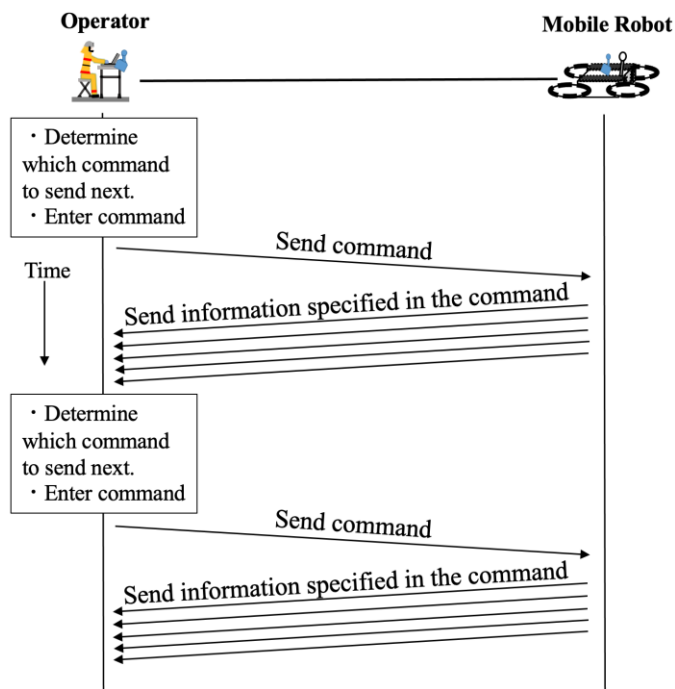 Operator
Mobile Robot
・Determine
which command
to send next.
・Enter command
Send command
Time
Send information specified in the command
・Determine
which command
to send next.
・Enter command
Send command
Send information specified in the command